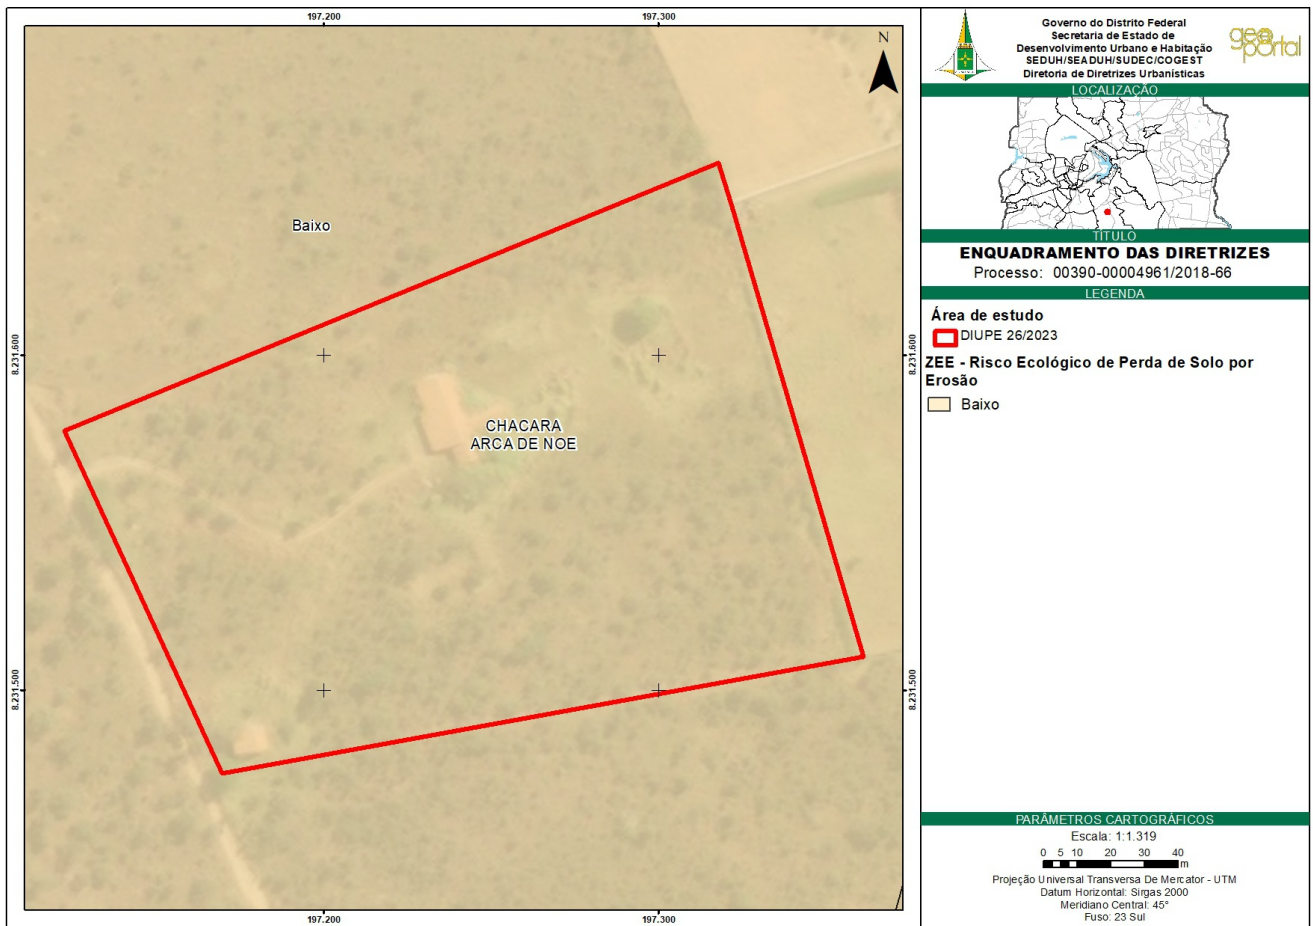 197.200
197.300
N
Baixo
8.231.600
8.231.600
CHACARA
ARCA DE NOE
8.231.500
8.231.500
197.200
197.300
Governo do Distrito Federal
Secretaria de Estado de
Desenvolvimento Urbano e Habitação
SEDUH/SEADUH/SUDEC/COGEST
Diretoria de Diretrizes Urbanísticas
geo
portal
LOCALIZAÇÃO
TÍTULO
ENQUADRAMENTO DAS DIRETRIZES
Processo: 00390-00004961/2018-66
LEGENDA
Área de estudo
DIUPE 26/2023
ZEE - Risco Ecológico de Perda de Solo por
Erosão
Baixo
PARÂMETROS CARTOGRÁFICOS
Escala: 1:1.319
0 5 10 20 30 40
m
Projeção Universal Transversa De Mercator - UTM
Datum Horizontal: Sirgas 2000
Meridiano Central: 45°
Fuso: 23 Sul